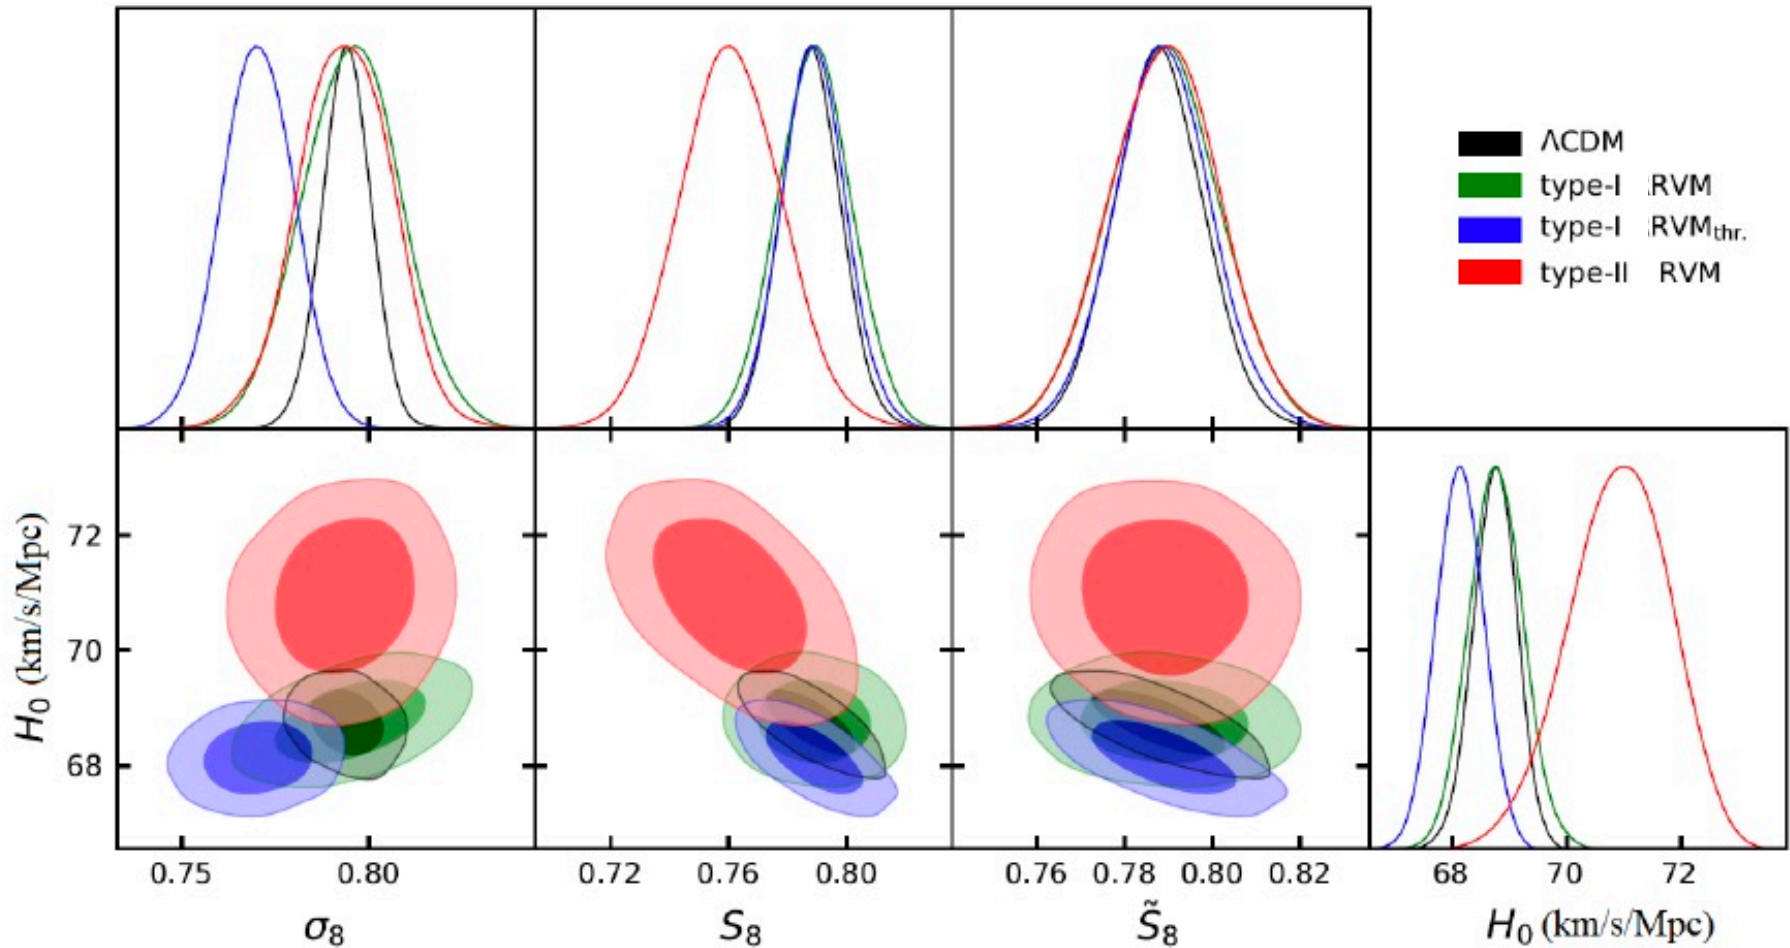 ΛCDM
type-I RRVM
type-I RRVM_thr.
type-II RVM
H₀ (km/s/Mpc)
72
70
68
0.75 0.80
0.72 0.76 0.80
0.76 0.78 0.80 0.82
68 70 72
σ₈
S₈
S̃₈
H₀ (km/s/Mpc)